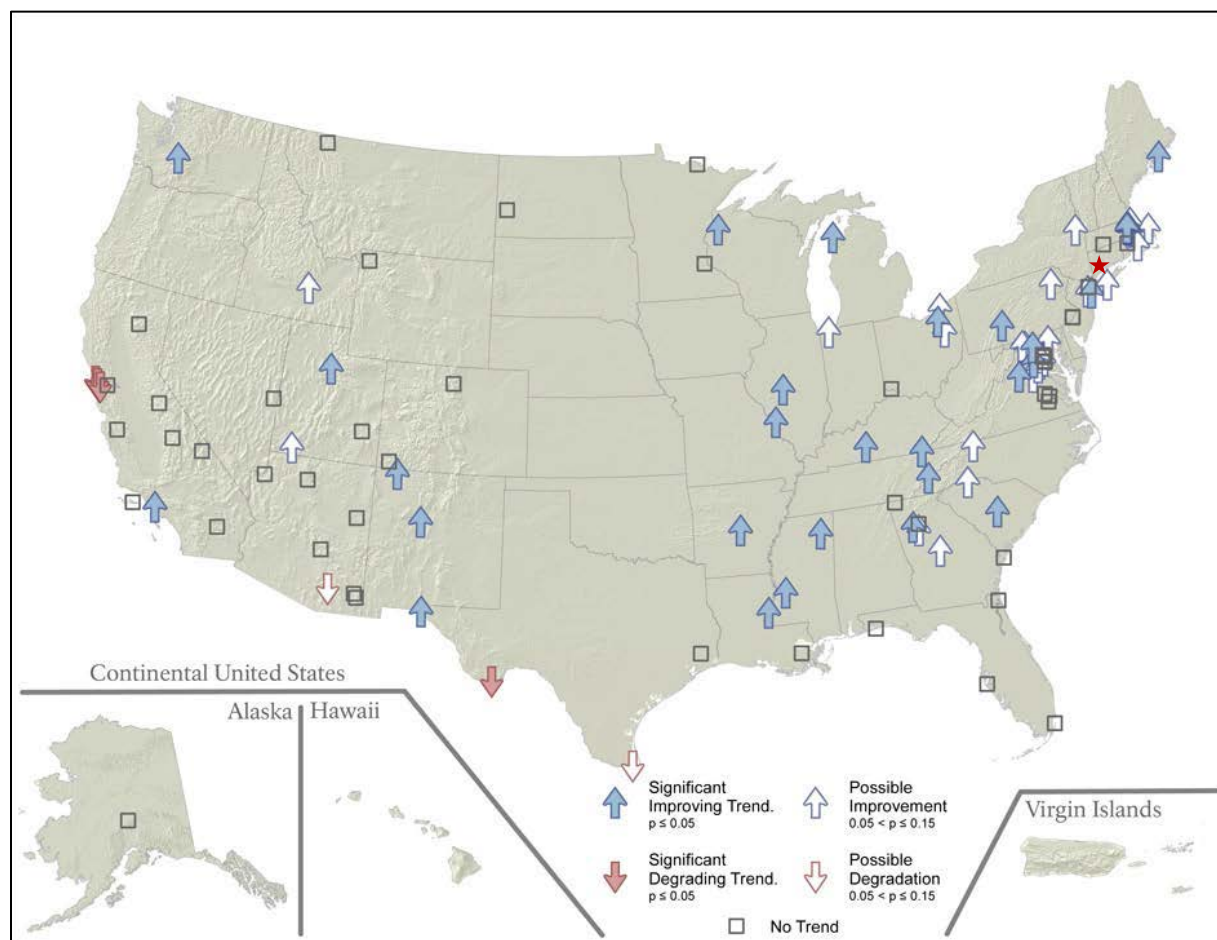 Continental United States
Alaska
Hawaii
Virgin Islands
Significant
Improving Trend.
p ≤ 0.05
Possible
Improvement
0.05 < p ≤ 0.15
Significant
Degrading Trend.
p ≤ 0.05
Possible
Degradation
0.05 < p ≤ 0.15
No Trend